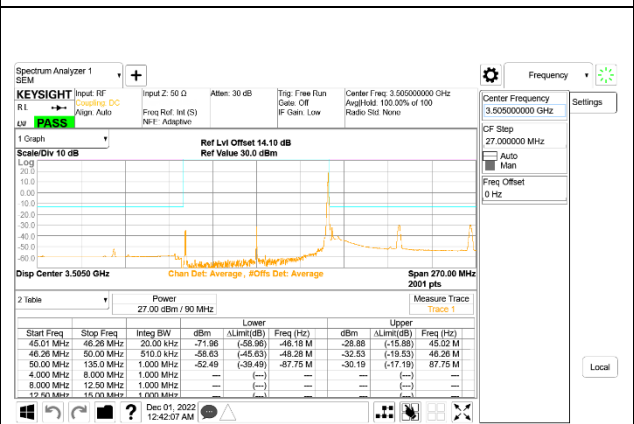 Spectrum Analyzer 1
SEM
Frequency
KEYSIGHT
Input: RF
Input Z: 50 Ω
Atten: 30 dB
Trig: Free Run
Center Freq: 3.505000000 GHz
RL
Coupling: DC
Gate: Off
Avg|Hold: 100.00% of 100
Align: Auto
Freq Ref: Int (S)
IF Gain: Low
Radio Std: None
PASS
NFE: Adaptive
Center Frequency
3.505000000 GHz
Settings
CF Step
27.000000 MHz
Auto
Man
Freq Offset
0 Hz
1 Graph
Ref Lvl Offset 14.10 dB
Scale/Div 10 dB
Ref Value 30.0 dBm
Log
20.0
10.0
0.00
-10.0
-20.0
-30.0
-40.0
-50.0
-60.0
Disp Center 3.5050 GHz
Chan Det: Average , #Offs Det: Average
Span 270.00 MHz
2001 pts
2 Table
Power
27.00 dBm / 90 MHz
Measure Trace
Trace 1
Lower
Upper
Start Freq Stop Freq Integ BW dBm ΔLimit(dB) Freq (Hz) dBm ΔLimit(dB) Freq (Hz)
45.01 MHz 46.26 MHz 20.00 kHz -71.96 (-58.96) -46.18 M -28.88 (-15.88) 45.02 M
46.26 MHz 50.00 MHz 510.0 kHz -58.63 (-45.63) -48.28 M -32.53 (-19.53) 46.26 M
50.00 MHz 135.0 MHz 1.000 MHz -52.49 (-39.49) -87.75 M -30.19 (-17.19) 87.75 M
4.000 MHz 8.000 MHz 1.000 MHz --- (---) --- --- (---) ---
8.000 MHz 12.50 MHz 1.000 MHz --- (---) --- --- (---) ---
12.50 MHz 15.00 MHz 1.000 MHz --- (---) --- --- (---) ---
Local
Dec 01, 2022
12:42:07 AM